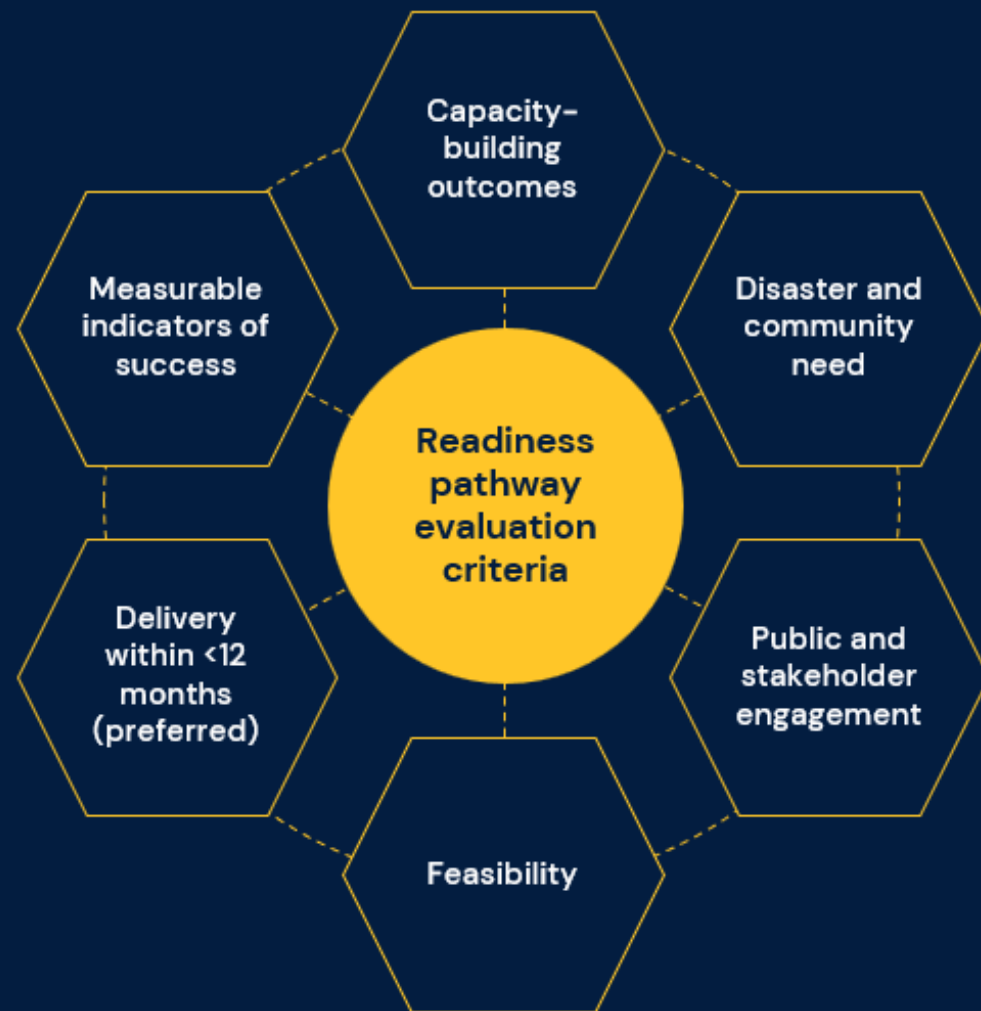 Capacity-
building
outcomes
Measurable
indicators of
success
Disaster and
community
need
Readiness
pathway
evaluation
criteria
Delivery
within <12
months
(preferred)
Public and
stakeholder
engagement
Feasibility